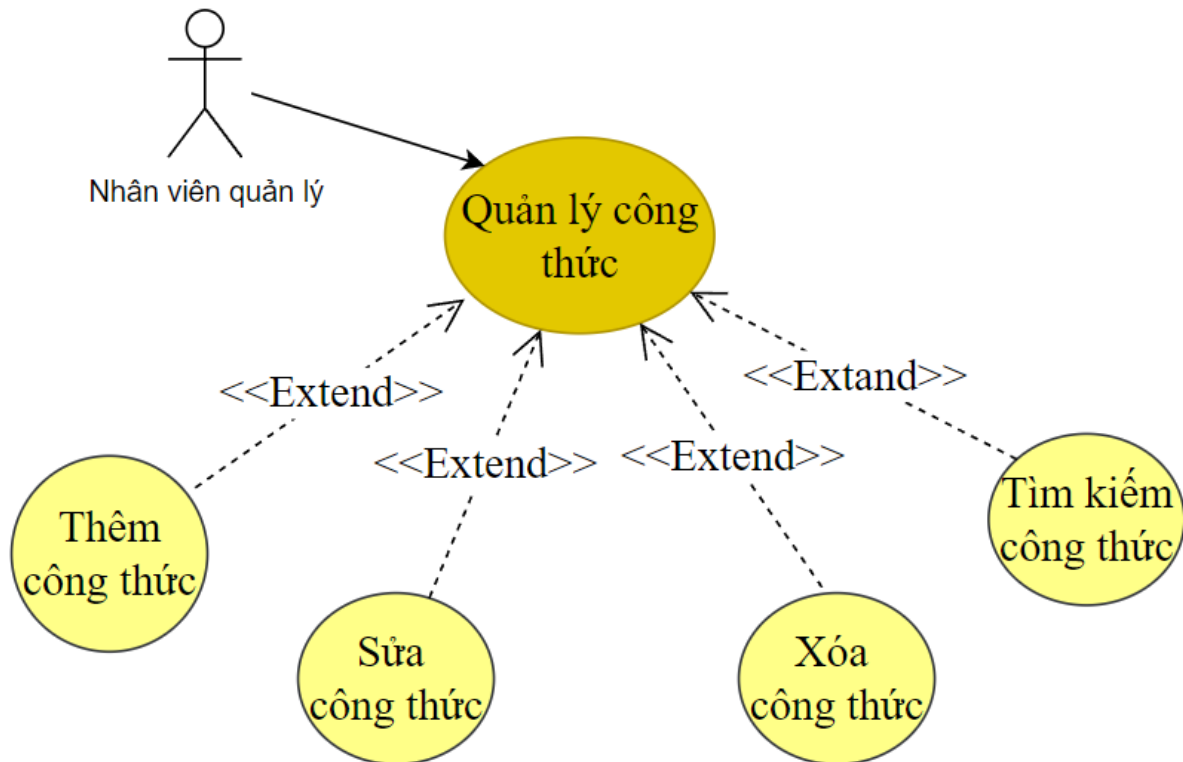 Nhân viên quản lý
Quản lý công
thức
<<Extend>>
<<Extend>>
<<Extend>>
<<Extand>>
Thêm
công thức
Sửa
công thức
Xóa
công thức
Tìm kiếm
công thức